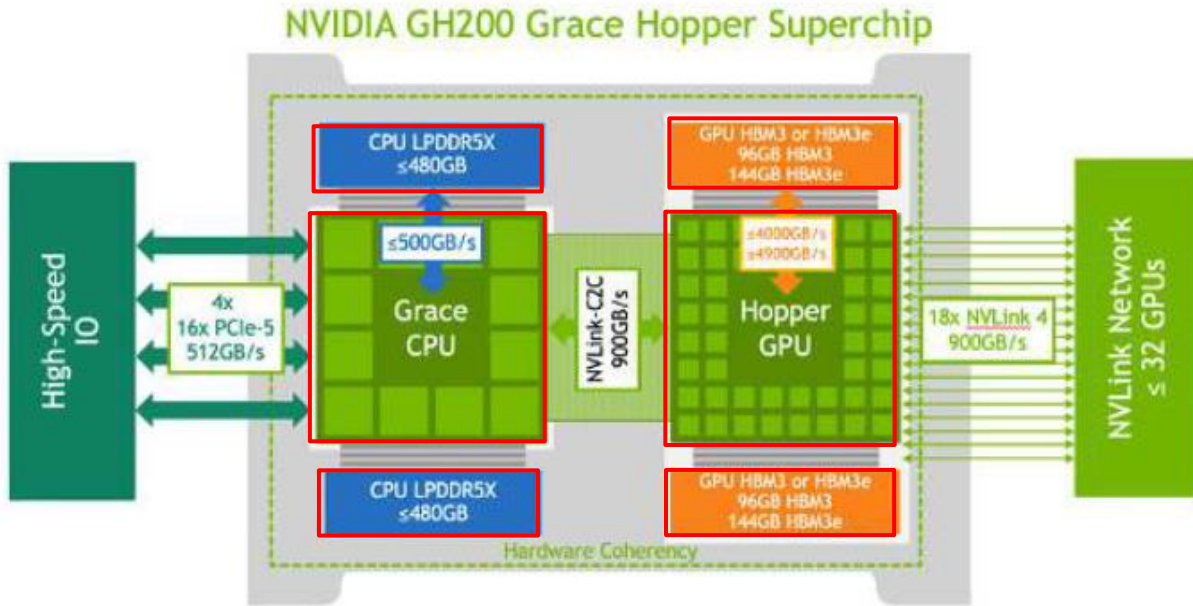 NVIDIA GH200 Grace Hopper Superchip
High-Speed
IO
4x
16x PCIe-5
512GB/s
CPU LPDDR5X
≤480GB
≤500GB/s
Grace
CPU
CPU LPDDR5X
≤480GB
NVLink-C2C
900GB/s
GPU HBM3 or HBM3e
96GB HBM3
144GB HBM3e
≤4000GB/s
≤4900GB/s
Hopper
GPU
GPU HBM3 or HBM3e
96GB HBM3
144GB HBM3e
18x NVLink 4
900GB/s
NVLink Network
≤ 32 GPUs
Hardware Coherency